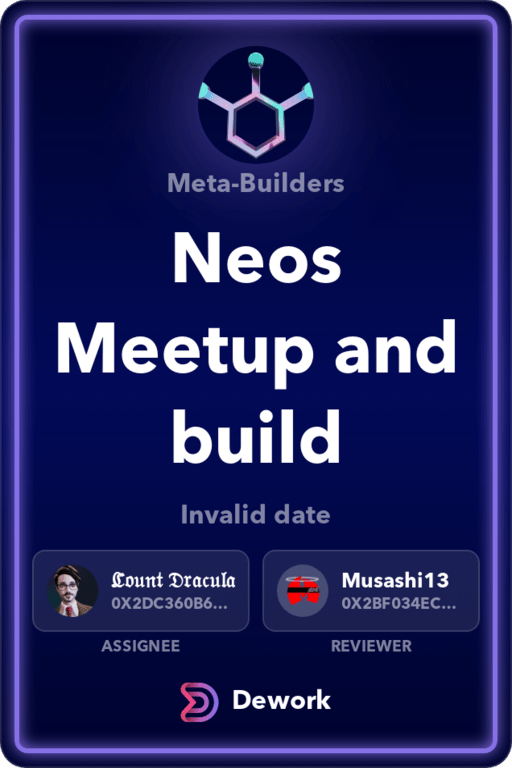 Meta-Builders
Neos
Meetup and
build
Invalid date
Count Dracula
0X2DC360B6...
ASSIGNEE
Musashi13
0X2BF034EC...
REVIEWER
Dework